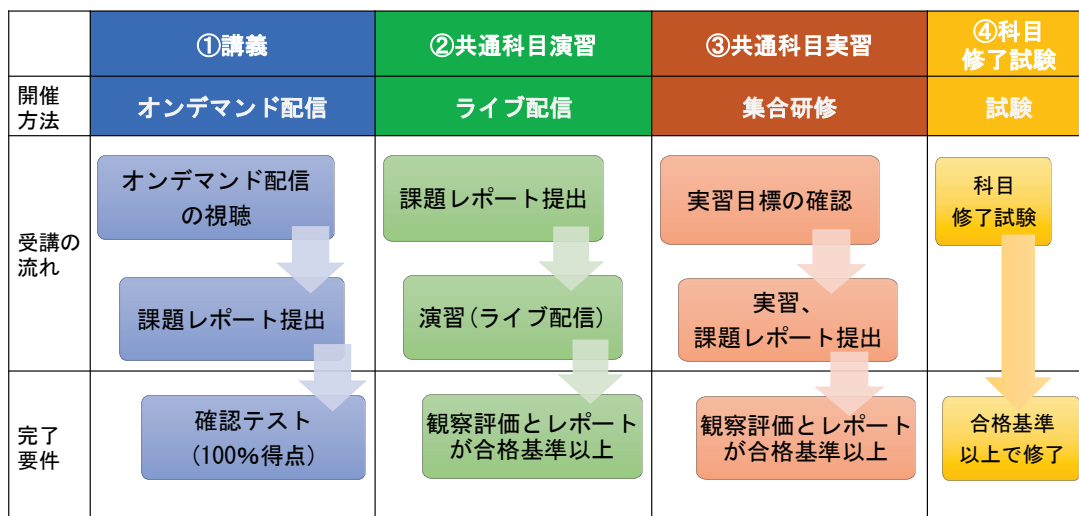 ①講義
②共通科目演習
③共通科目実習
④科目
修了試験
開催
方法
オンデマンド配信
ライブ配信
集合研修
試験
受講の
流れ
オンデマンド配信
の視聴
課題レポート提出
実習目標の確認
科目
修了試験
課題レポート提出
演習(ライブ配信)
実習、
課題レポート提出
完了
要件
確認テスト
(100%得点)
観察評価とレポート
が合格基準以上
観察評価とレポート
が合格基準以上
合格基準
以上で修了